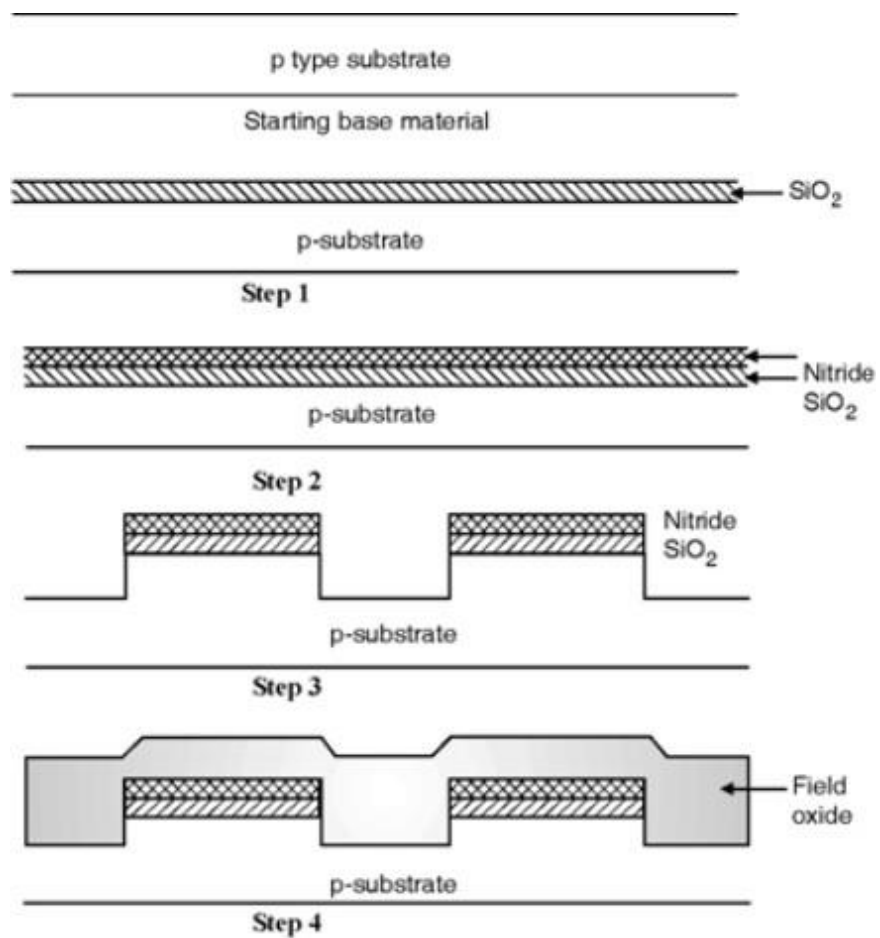 p type substrate
Starting base material
SiO₂
p-substrate
Step 1
Nitride
SiO₂
p-substrate
Step 2
Nitride
SiO₂
p-substrate
Step 3
Field
oxide
p-substrate
Step 4